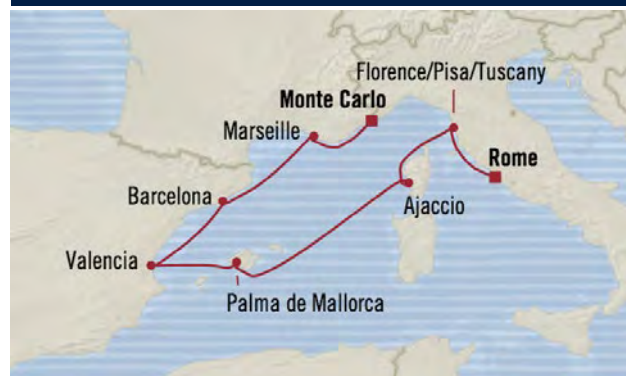 Florence/Pisa/Tuscany
Monte Carlo
Marseille
Rome
Barcelona
Ajaccio
Valencia
Palma de Mallorca